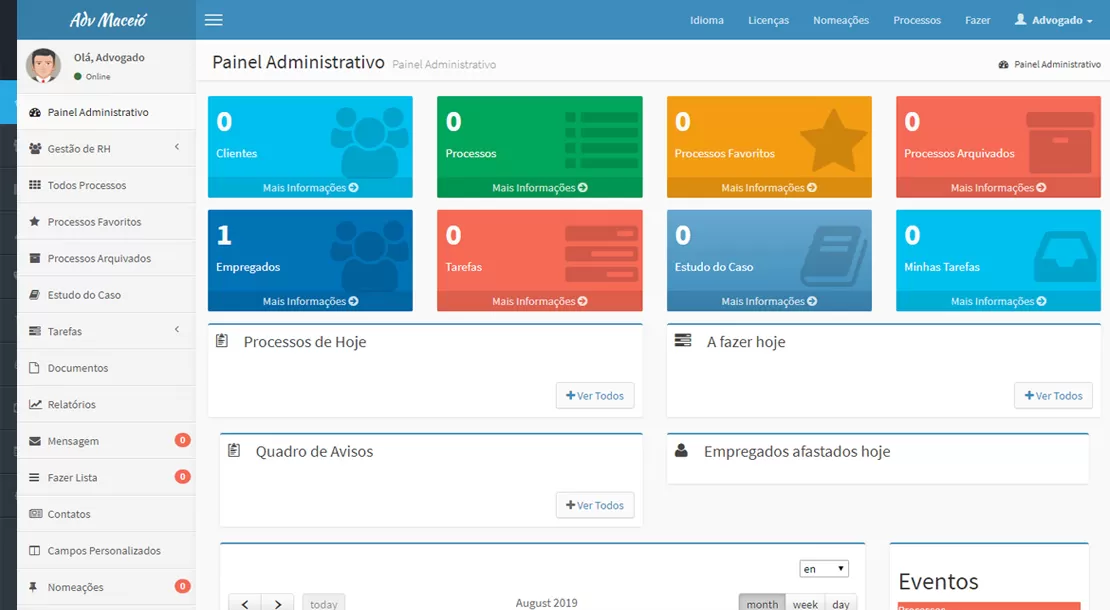 Adv Maceió
Idioma
Licenças
Nomeações
Processos
Fazer
Advogado
Olá, Advogado
Online
Painel Administrativo
Gestão de RH
Todos Processos
Processos Favoritos
Processos Arquivados
Estudo do Caso
Tarefas
Documentos
Relatórios
Mensagem 0
Fazer Lista 0
Contatos
Campos Personalizados
Nomeações 0
Painel Administrativo Painel Administrativo
Painel Administrativo
0
Clientes
Mais Informações
0
Processos
Mais Informações
0
Processos Favoritos
Mais Informações
0
Processos Arquivados
Mais Informações
1
Empregados
Mais Informações
0
Tarefas
Mais Informações
0
Estudo do Caso
Mais Informações
0
Minhas Tarefas
Mais Informações
Processos de Hoje
Ver Todos
A fazer hoje
Ver Todos
Quadro de Avisos
Ver Todos
Empregados afastados hoje
en
today
August 2019
month week day
Eventos
Processos